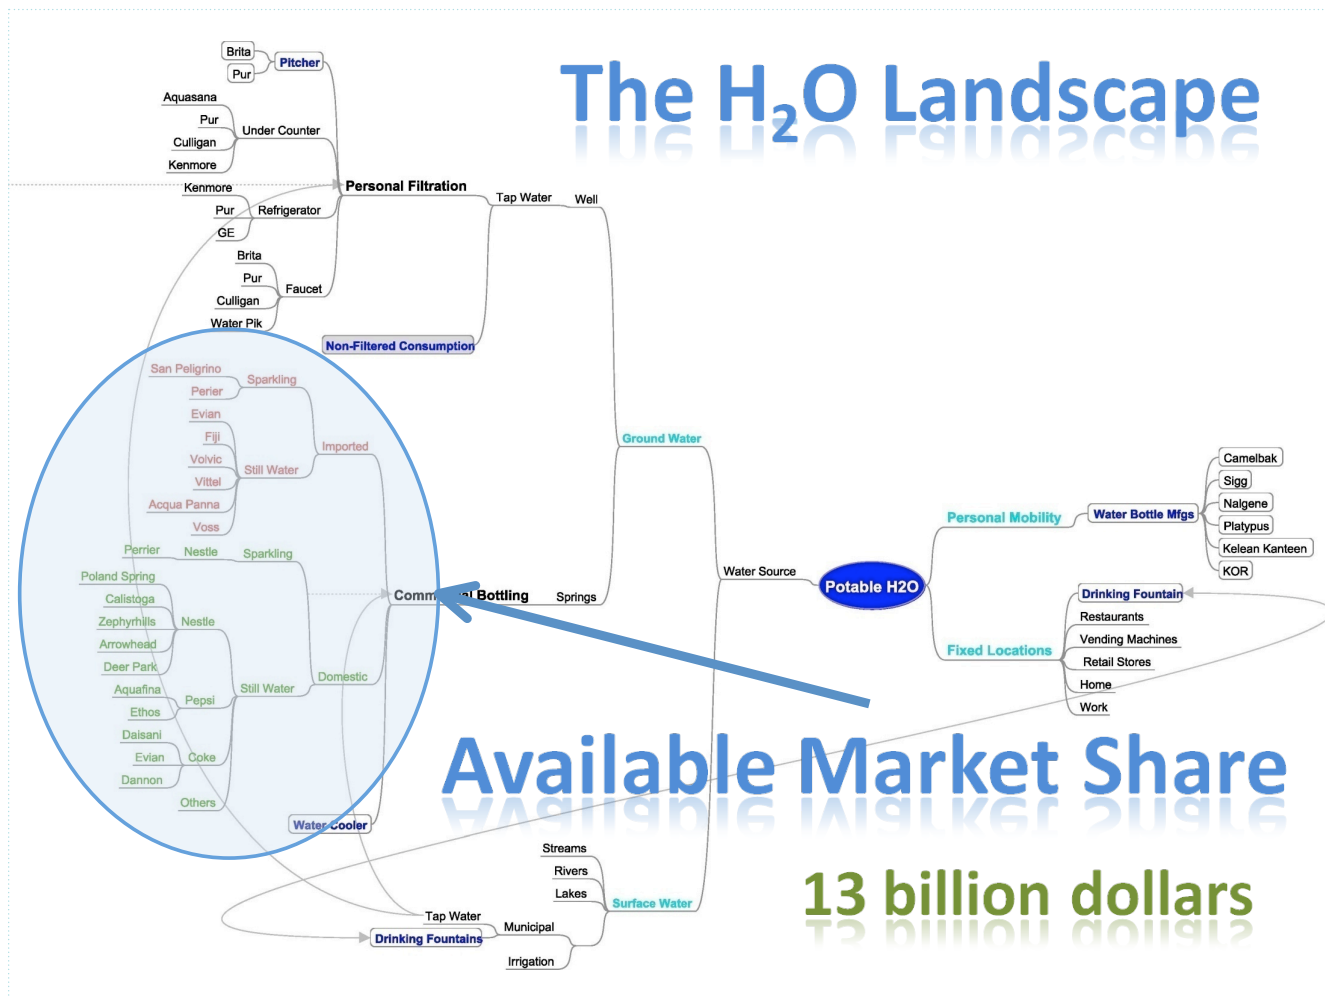 The H2O Landscape
Brita
Pur
Pitcher
Aquasana
Pur
Culligan
Kenmore
Under Counter
Kenmore
Pur
GE
Refrigerator
Brita
Pur
Culligan
Water Pik
Faucet
Personal Filtration
Non-Filtered Consumption
Tap Water
Well
San Peligrino
Perier
Sparkling
Evian
Fiji
Voivic
Vittel
Acqua Panna
Voss
Still Water
Imported
Perrier
Nestle
Sparkling
Poland Spring
Calistoga
Zephyrhills
Arrowhead
Deer Park
Nestle
Aquafina
Ethos
Pepsi
Daisani
Evian
Dannon
Coke
Others
Still Water
Domestic
Water Cooler
Commercial Bottling
Springs
Ground Water
Streams
Rivers
Lakes
Tap Water
Drinking Fountains
Municipal
Irrigation
Surface Water
Water Source
Potable H2O
Personal Mobility
Water Bottle Mfgs
Camelbak
Sigg
Nalgene
Platypus
Kelean Kanteen
KOR
Fixed Locations
Drinking Fountain
Restaurants
Vending Machines
Retail Stores
Home
Work
Available Market Share
13 billion dollars